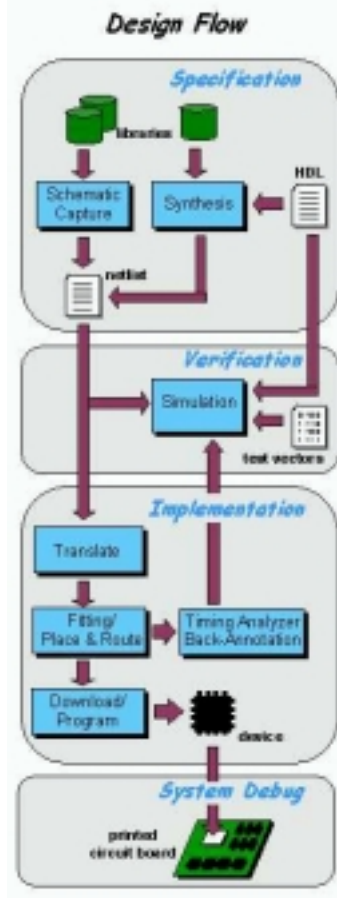 Design Flow
Specification
libraries
HDL
Schematic
Capture
Synthesis
netlist
Verification
Simulation
test vectors
Implementation
Translate
Fitting/
Place & Route
Timing Analyzer
Back-Annotation
Download/
Program
device
System Debug
printed
circuit board